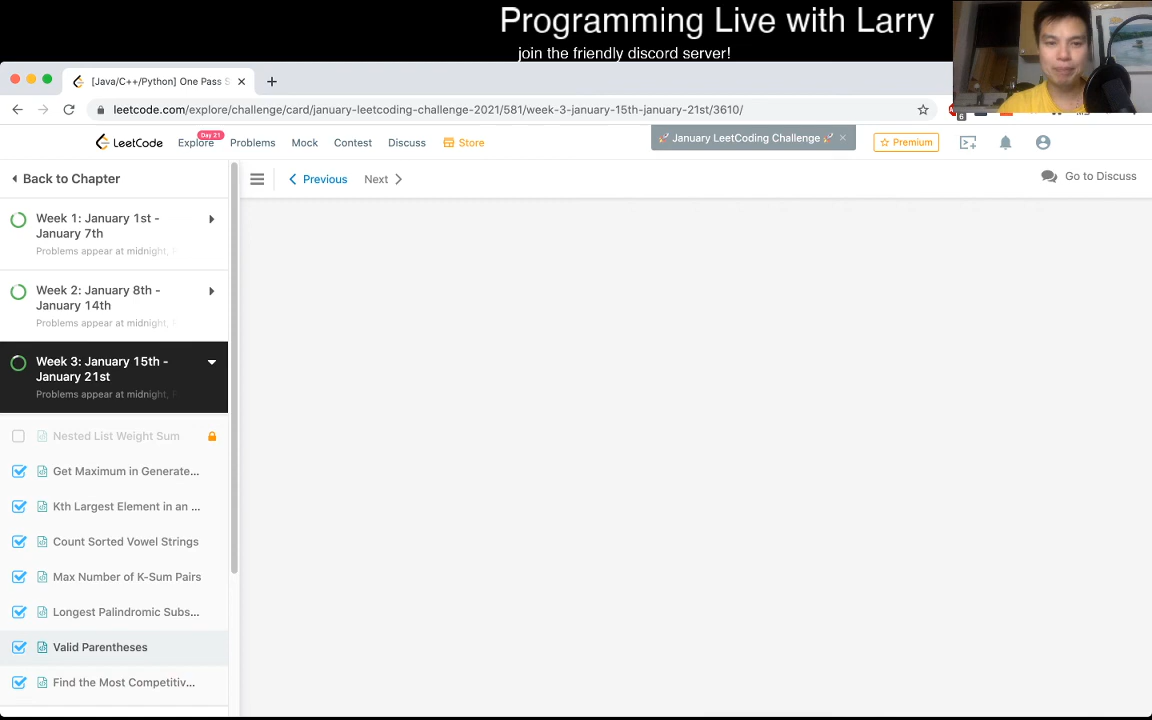 Programming Live with Larry
join the friendly discord server!
[Java/C++/Python] One Pass S
leetcode.com/explore/challenge/card/january-leetcoding-challenge-2021/581/week-3-january-15th-january-21st/3610/
6
LeetCode
Explore
Day 21
Problems
Mock
Contest
Discuss
Store
🚀 January LeetCoding Challenge 🚀
Premium
Back to Chapter
Previous
Next
Go to Discuss
Week 1: January 1st -
January 7th
Problems appear at midnight,
Week 2: January 8th -
January 14th
Problems appear at midnight,
Week 3: January 15th -
January 21st
Problems appear at midnight,
Nested List Weight Sum
Get Maximum in Generate...
Kth Largest Element in an ...
Count Sorted Vowel Strings
Max Number of K-Sum Pairs
Longest Palindromic Subs...
Valid Parentheses
Find the Most Competitiv...